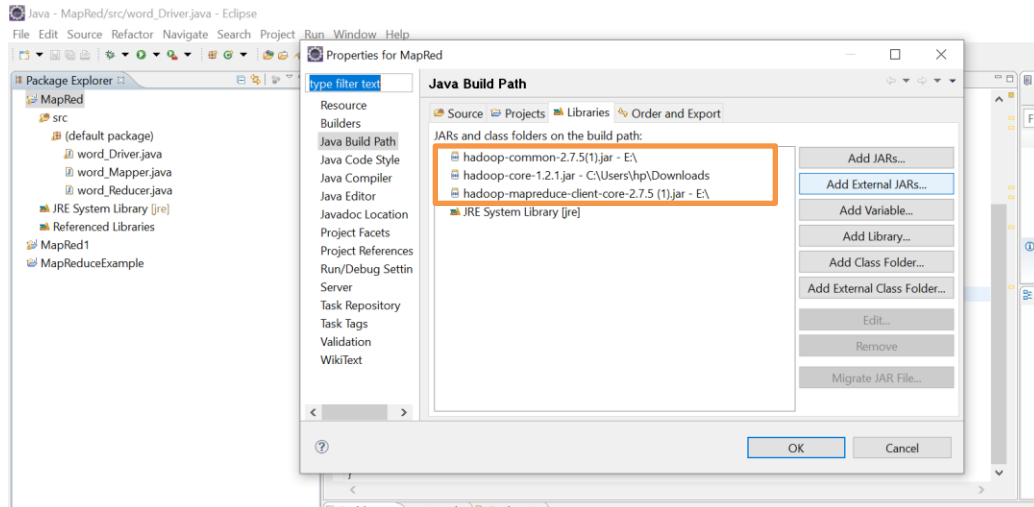 Java - MapRed/src/word_Driver.java - Eclipse
File Edit Source Refactor Navigate Search Project Run Window Help
Package Explorer
MapRed
src
(default package)
word_Driver.java
word_Mapper.java
word_Reducer.java
JRE System Library [jre]
Referenced Libraries
MapRed1
MapReduceExample
Properties for MapRed
type filter text
Resource
Builders
Java Build Path
Java Code Style
Java Compiler
Java Editor
Javadoc Location
Project Facets
Project References
Run/Debug Settin
Server
Task Repository
Task Tags
Validation
WikiText
Java Build Path
Source Projects Libraries Order and Export
JARs and class folders on the build path:
hadoop-common-2.7.5(1).jar - E:\
hadoop-core-1.2.1.jar - C:\Users\hp\Downloads
hadoop-mapreduce-client-core-2.7.5 (1).jar - E:\
JRE System Library [jre]
Add JARs...
Add External JARs...
Add Variable...
Add Library...
Add Class Folder...
Add External Class Folder...
Edit...
Remove
Migrate JAR File...
OK Cancel